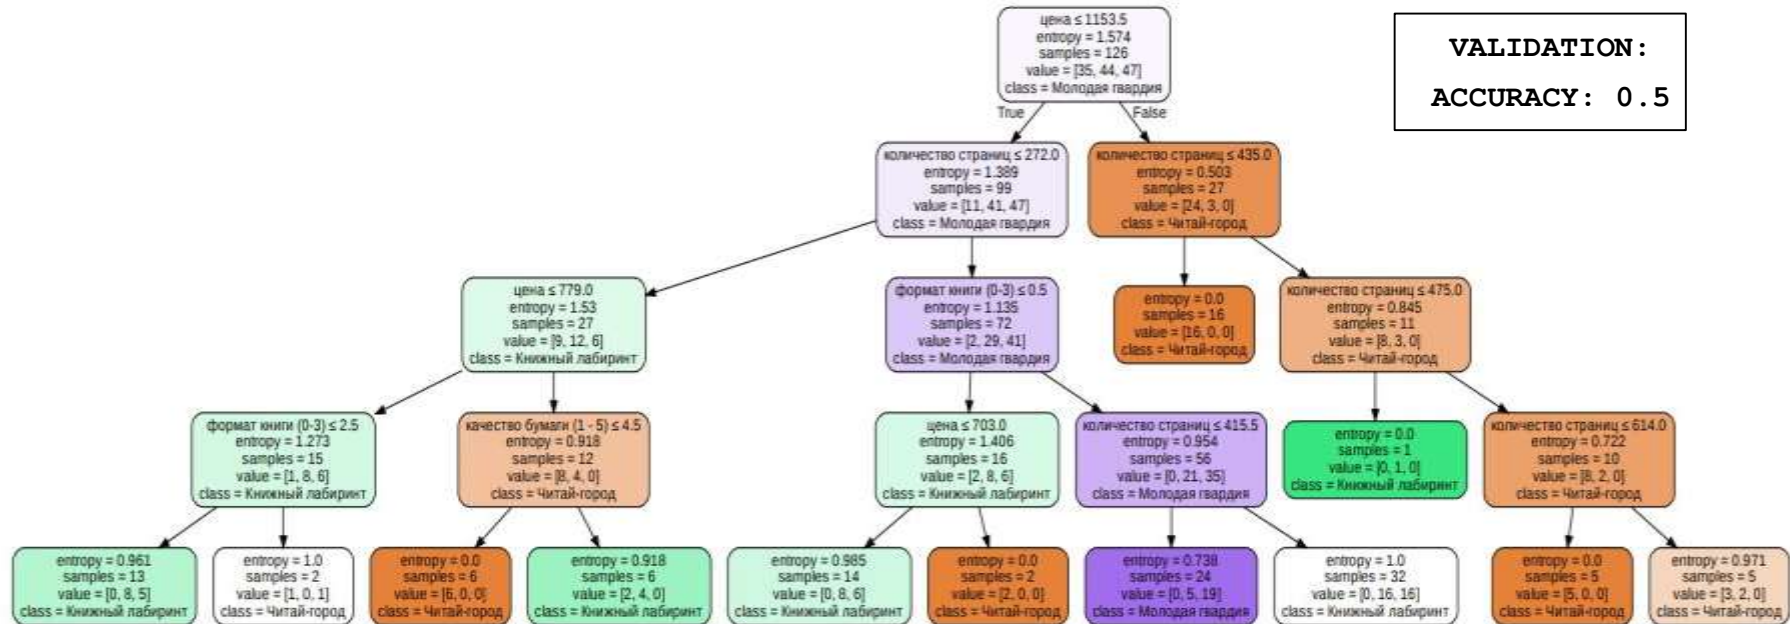 цена ≤ 1153.5
entropy = 1.574
samples = 126
value = [35, 44, 47]
class = Молодая гвардия
VALIDATION:
ACCURACY: 0.5
True
False
количество страниц ≤ 272.0
entropy = 1.389
samples = 99
value = [11, 41, 47]
class = Молодая гвардия
количество страниц ≤ 435.0
entropy = 0.503
samples = 27
value = [24, 3, 0]
class = Читай-город
цена ≤ 779.0
entropy = 1.53
samples = 27
value = [9, 12, 6]
class = Книжный лабиринт
формат книги (0-3) ≤ 0.5
entropy = 1.135
samples = 72
value = [2, 29, 41]
class = Молодая гвардия
entropy = 0.0
samples = 16
value = [16, 0, 0]
class = Читай-город
количество страниц ≤ 475.0
entropy = 0.845
samples = 11
value = [8, 3, 0]
class = Читай-город
формат книги (0-3) ≤ 2.5
entropy = 1.273
samples = 15
value = [1, 8, 6]
class = Книжный лабиринт
качество бумаги (1 - 5) ≤ 4.5
entropy = 0.918
samples = 12
value = [8, 4, 0]
class = Читай-город
цена ≤ 703.0
entropy = 1.406
samples = 16
value = [2, 8, 6]
class = Книжный лабиринт
количество страниц ≤ 415.5
entropy = 0.954
samples = 56
value = [0, 21, 35]
class = Молодая гвардия
entropy = 0.0
samples = 1
value = [0, 1, 0]
class = Книжный лабиринт
количество страниц ≤ 614.0
entropy = 0.722
samples = 10
value = [8, 2, 0]
class = Читай-город
entropy = 0.961
samples = 13
value = [0, 8, 5]
class = Книжный лабиринт
entropy = 1.0
samples = 2
value = [1, 0, 1]
class = Читай-город
entropy = 0.0
samples = 6
value = [6, 0, 0]
class = Читай-город
entropy = 0.918
samples = 6
value = [2, 4, 0]
class = Книжный лабиринт
entropy = 0.985
samples = 14
value = [0, 8, 6]
class = Книжный лабиринт
entropy = 0.0
samples = 2
value = [2, 0, 0]
class = Читай-город
entropy = 0.738
samples = 24
value = [0, 5, 19]
class = Молодая гвардия
entropy = 1.0
samples = 32
value = [0, 16, 16]
class = Книжный лабиринт
entropy = 0.0
samples = 5
value = [5, 0, 0]
class = Читай-город
entropy = 0.971
samples = 5
value = [3, 2, 0]
class = Читай-город